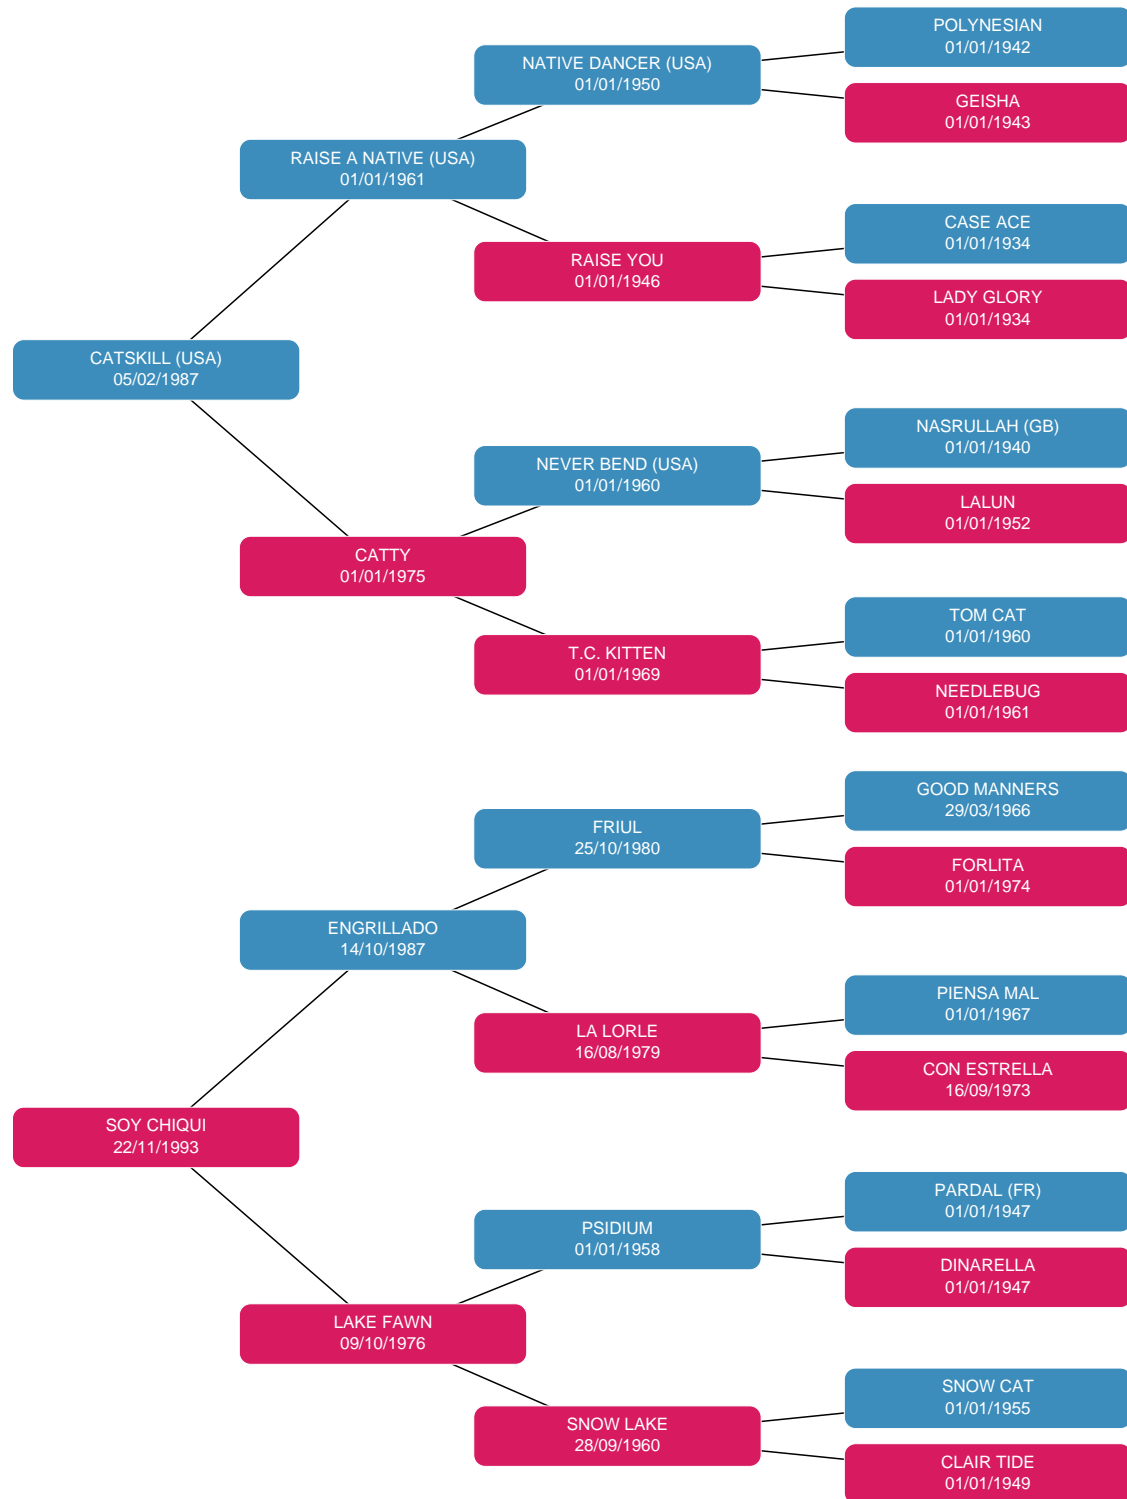 POLYNESIAN
01/01/1942
NATIVE DANCER (USA)
01/01/1950
GEISHA
01/01/1943
RAISE A NATIVE (USA)
01/01/1961
CASE ACE
01/01/1934
RAISE YOU
01/01/1946
LADY GLORY
01/01/1934
CATSKILL (USA)
05/02/1987
NASRULLAH (GB)
01/01/1940
NEVER BEND (USA)
01/01/1960
LALUN
01/01/1952
CATTY
01/01/1975
TOM CAT
01/01/1960
T.C. KITTEN
01/01/1969
NEEDLEBUG
01/01/1961
GOOD MANNERS
29/03/1966
FRIUL
25/10/1980
FORLITA
01/01/1974
ENGRILLADO
14/10/1987
PIENSA MAL
01/01/1967
LA LORLE
16/08/1979
CON ESTRELLA
16/09/1973
SOY CHIQUI
22/11/1993
PARDAL (FR)
01/01/1947
PSIDIUM
01/01/1958
DINARELLA
01/01/1947
LAKE FAWN
09/10/1976
SNOW CAT
01/01/1955
SNOW LAKE
28/09/1960
CLAIR TIDE
01/01/1949